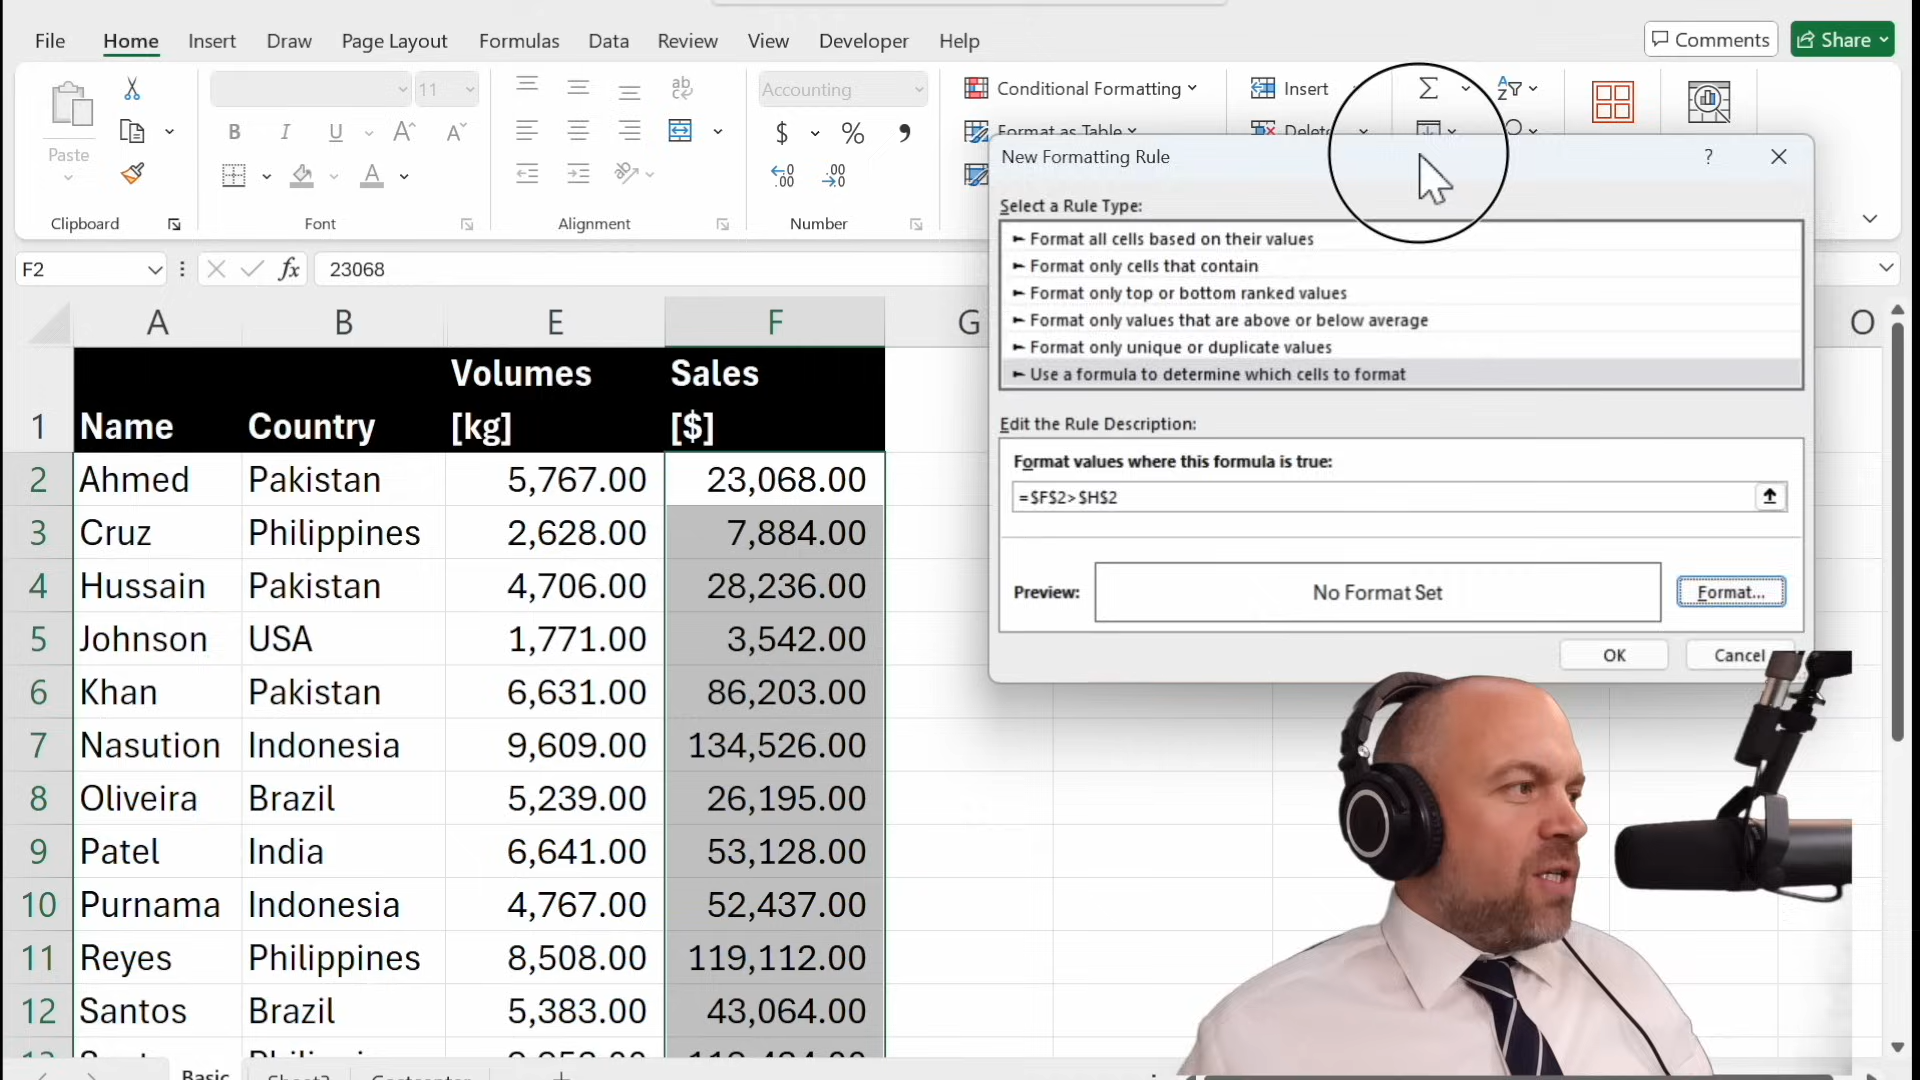 File Home Insert Draw Page Layout Formulas Data Review View Developer Help Comments Share
11 ab Accounting Conditional Formatting Insert Σ
B I U A A $ % Format as Table Delete
Paste
Clipboard Font Alignment Number
New Formatting Rule ?
Select a Rule Type:
► Format all cells based on their values
► Format only cells that contain
► Format only top or bottom ranked values
► Format only values that are above or below average
► Format only unique or duplicate values
► Use a formula to determine which cells to format
Edit the Rule Description:
Format values where this formula is true:
=$F$2>$H$2
Preview: No Format Set Format...
OK Cancel
F2 fx 23068
A B E F G O
1 Name Country Volumes [kg] Sales [$]
2 Ahmed Pakistan 5,767.00 23,068.00
3 Cruz Philippines 2,628.00 7,884.00
4 Hussain Pakistan 4,706.00 28,236.00
5 Johnson USA 1,771.00 3,542.00
6 Khan Pakistan 6,631.00 86,203.00
7 Nasution Indonesia 9,609.00 134,526.00
8 Oliveira Brazil 5,239.00 26,195.00
9 Patel India 6,641.00 53,128.00
10 Purnama Indonesia 4,767.00 52,437.00
11 Reyes Philippines 8,508.00 119,112.00
12 Santos Brazil 5,383.00 43,064.00
Basic